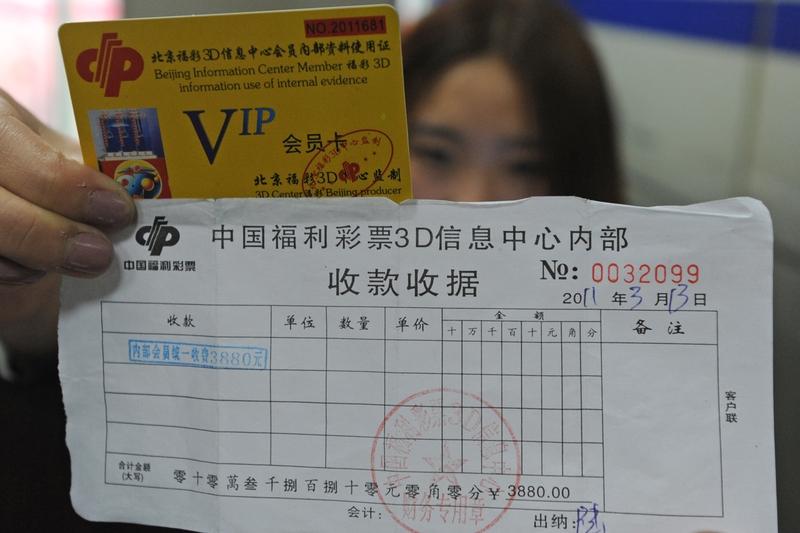 NO.2011681
北京福彩3D信息中心会员内部资料使用证
Beijing Information Center Member 福彩 3D
information use of internal evidence
VIP 会员卡
北京福彩3D中心监制
3D Center Beijing producer
中国福利彩票
中国福利彩票3D信息中心内部
收款收据
№: 0032099
2011 年 3 月 13 日
收款 单位 数量 单价 金额 备注
十 万 千 百 十 元 角 分
内部会员统一收费3880元
客户联
财务专用章
合计金额
(大写)
零十零萬叁千捌百捌十零元零角零分￥3880.00
会计: 出纳: